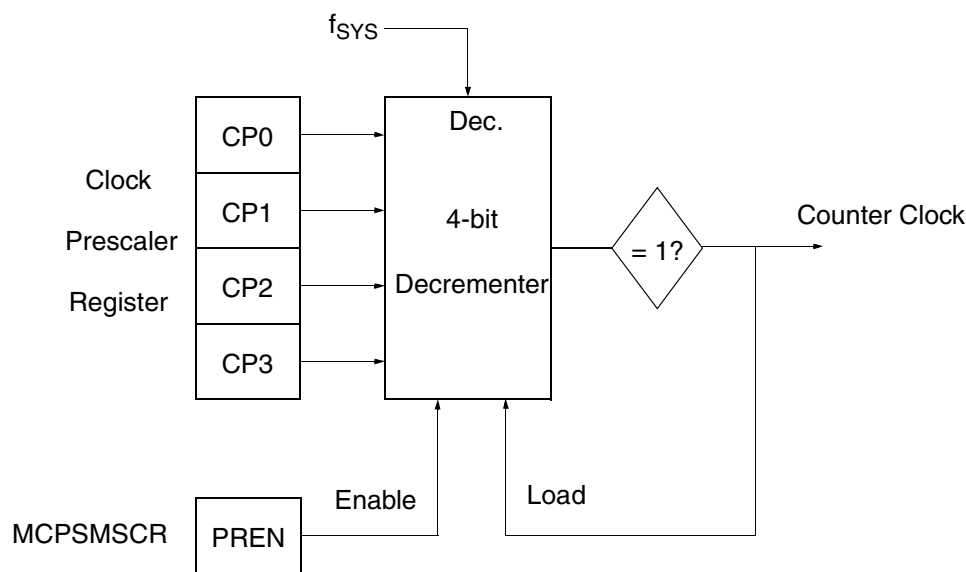 fSYS
CP0
CP1
CP2
CP3
Clock
Prescaler
Register
Dec.
4-bit
Decrementer
= 1?
Counter Clock
Enable
Load
MCPSMSCR
PREN